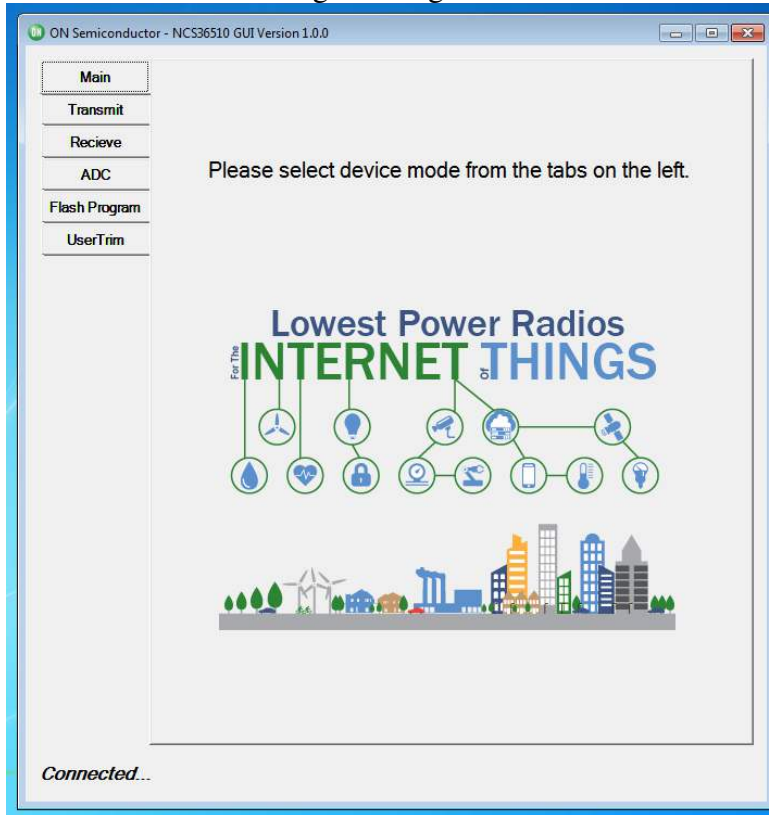 ON Semiconductor - NCS36510 GUI Version 1.0.0
Main
Transmit
Recieve
ADC
Flash Program
UserTrim
Please select device mode from the tabs on the left.
Lowest Power Radios
For The INTERNET Of THINGS
Connected...